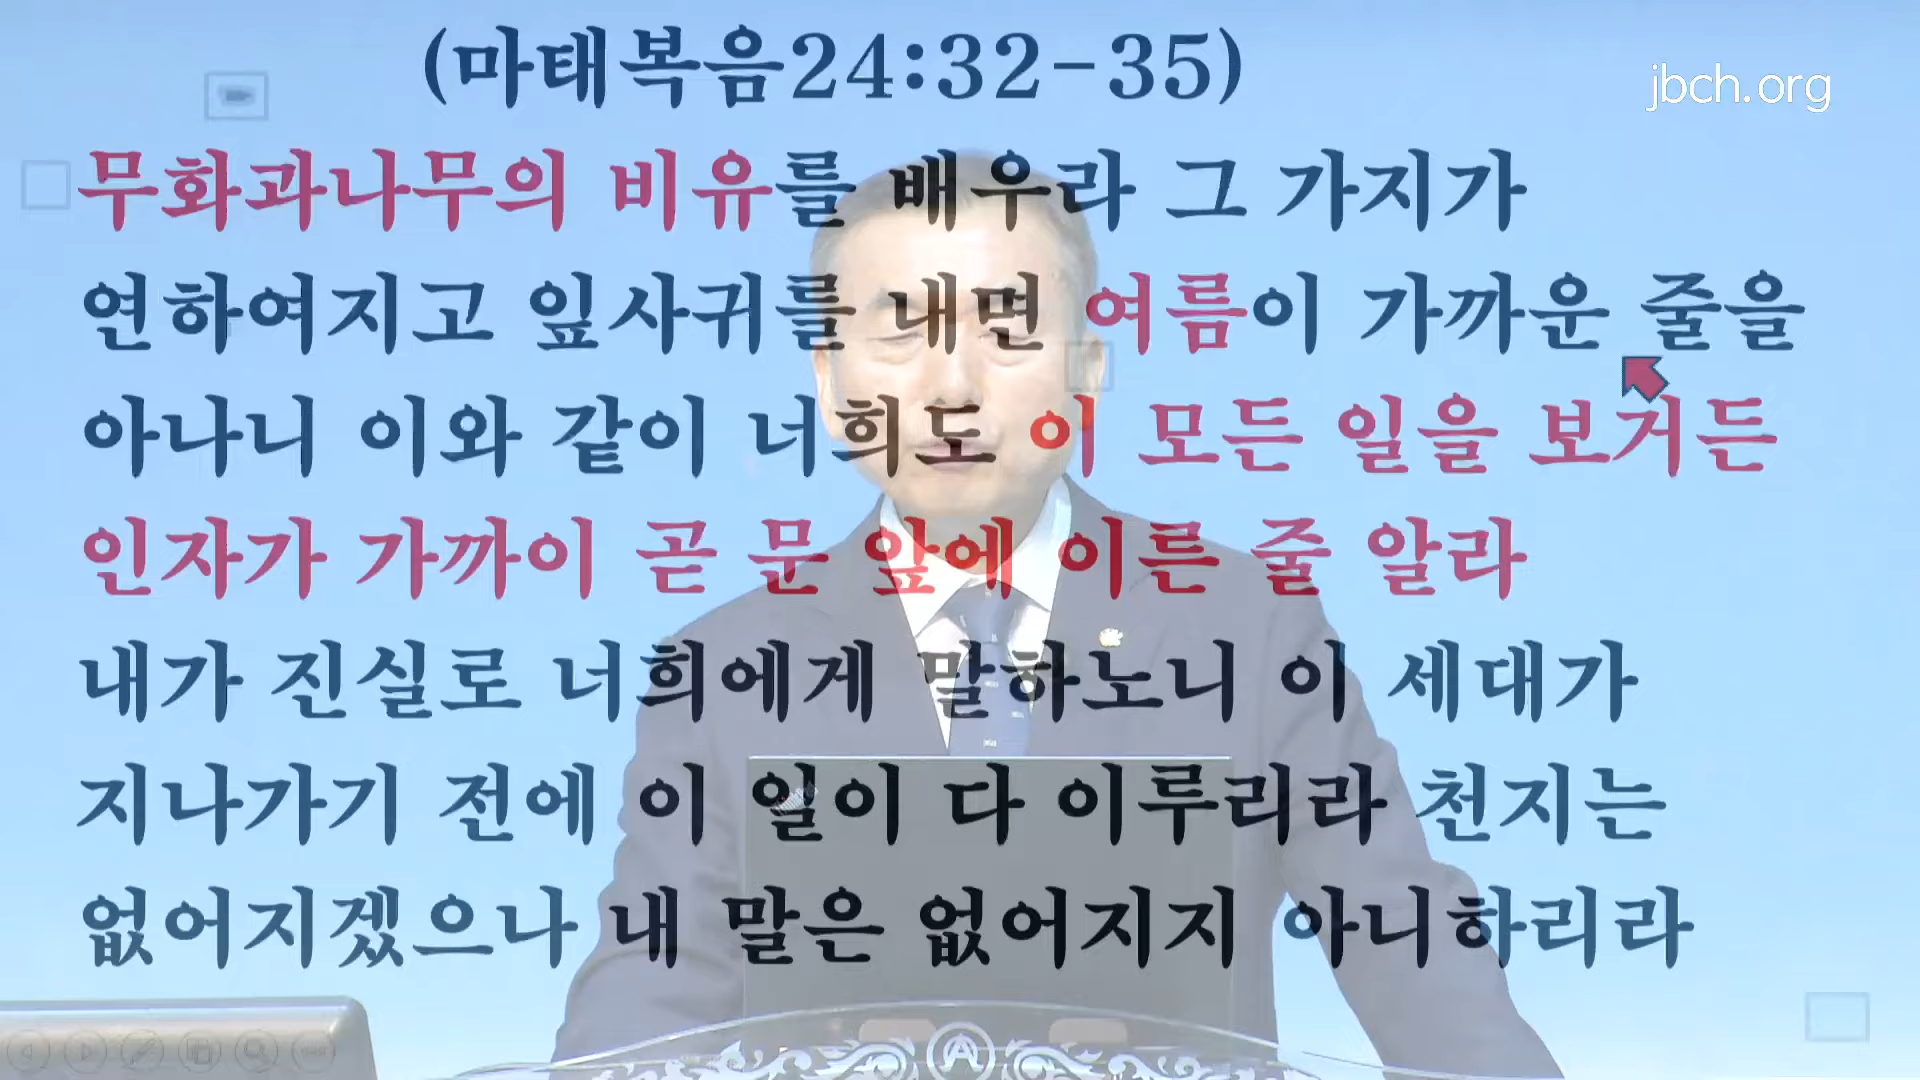 (마태복음24:32-35)
jbch.org
무화과나무의 비유를 배우라 그 가지가
연하여지고 잎사귀를 내면 여름이 가까운 줄을
아나니 이와 같이 너희도 이 모든 일을 보거든
인자가 가까이 곧 문 앞에 이른 줄 알라
내가 진실로 너희에게 말하노니 이 세대가
지나가기 전에 이 일이 다 이루리라 천지는
없어지겠으나 내 말은 없어지지 아니하리라